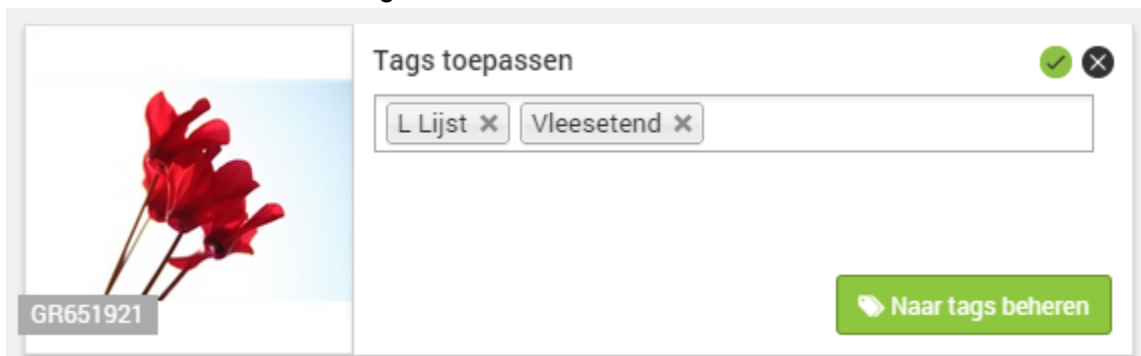 Tags toepassen
L Lijst
Vleesetend
GR651921
Naar tags beheren